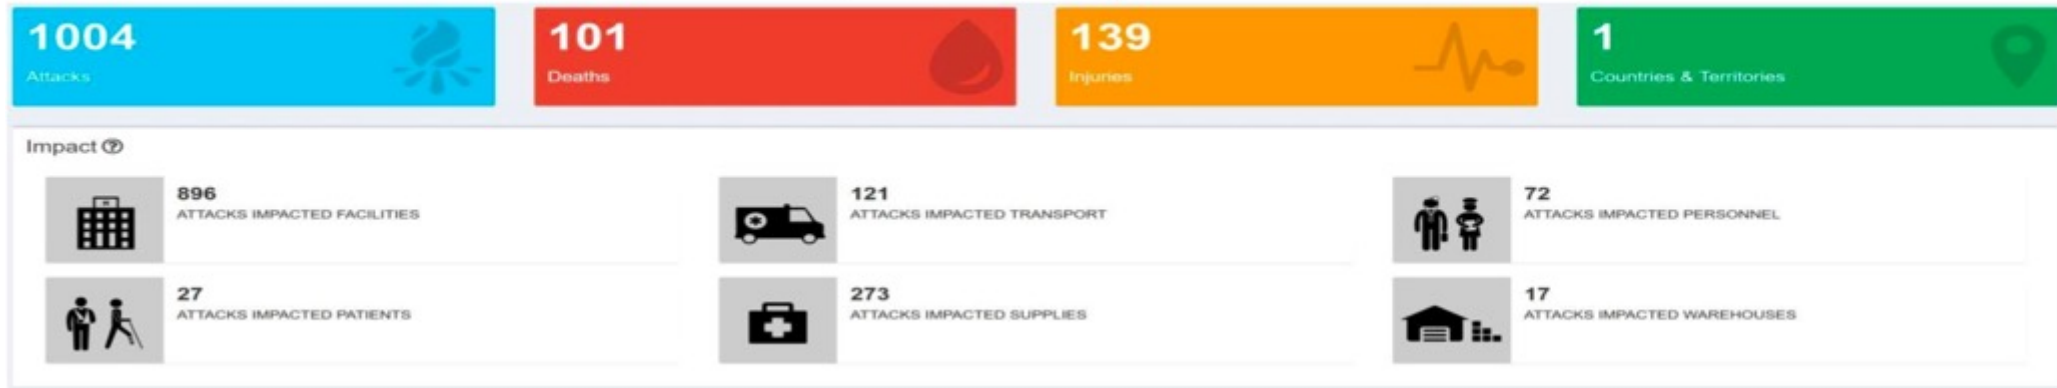 1004
Attacks
101
Deaths
139
Injuries
1
Countries & Territories
Impact
896
ATTACKS IMPACTED FACILITIES
121
ATTACKS IMPACTED TRANSPORT
72
ATTACKS IMPACTED PERSONNEL
27
ATTACKS IMPACTED PATIENTS
273
ATTACKS IMPACTED SUPPLIES
17
ATTACKS IMPACTED WAREHOUSES